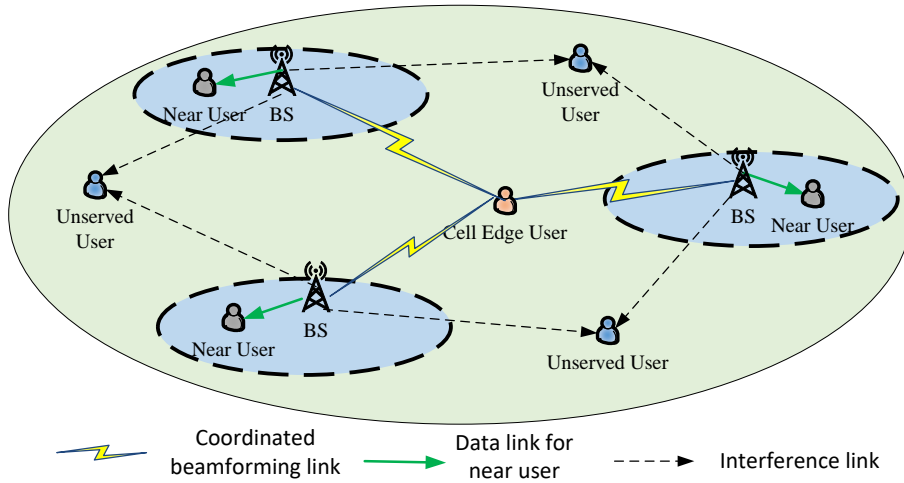 Near User
BS
Unserved
User
Unserved
User
Cell Edge User
BS
Near User
BS
Near User
Unserved User
Coordinated
beamforming link
Data link for
near user
Interference link